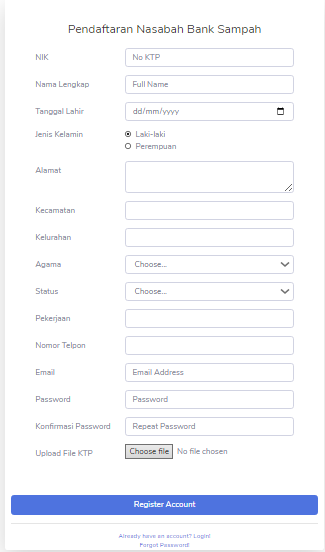 Pendaftaran Nasabah Bank Sampah
NIK No KTP
Nama Lengkap Full Name
Tanggal Lahir dd/mm/yyyy
Jenis Kelamin Laki-laki
Perempuan
Alamat
Kecamatan
Kelurahan
Agama Choose...
Status Choose...
Pekerjaan
Nomor Telpon
Email Email Address
Password Password
Konfirmasi Password Repeat Password
Upload File KTP Choose file No file chosen
Register Account
Already have an account? Login!
Forgot Password!